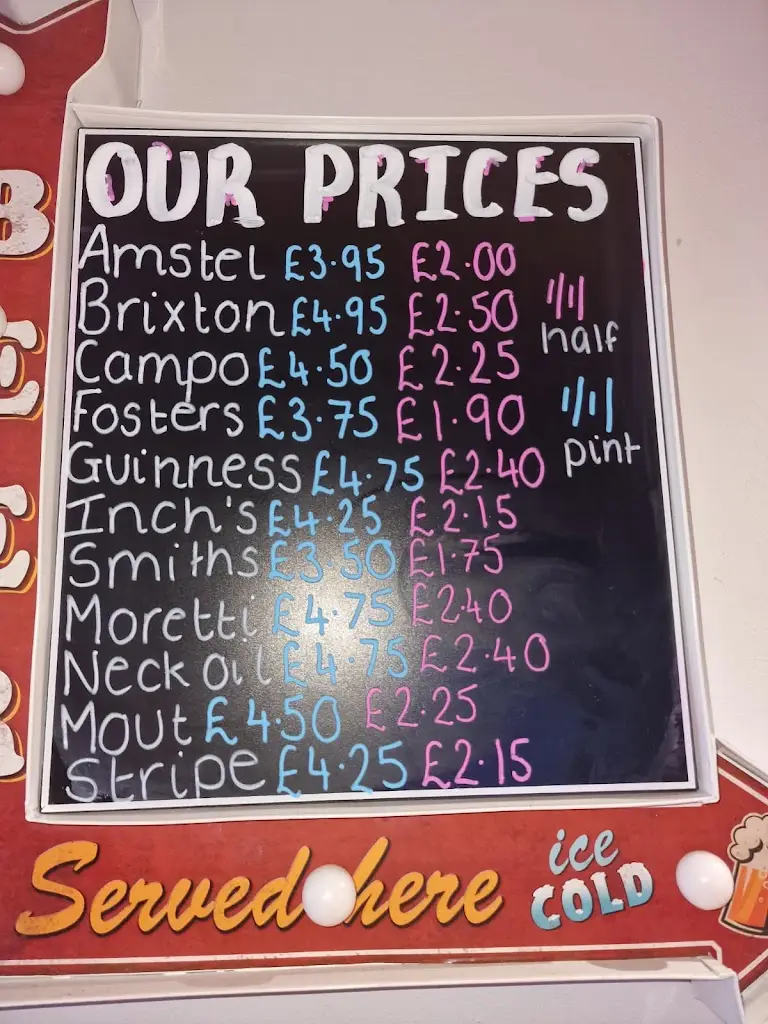 OUR PRICES
Amstel £3.95 £2.00
Brixton £4.95 £2.50
half
Campo £4.50 £2.25
Fosters £3.75 £1.90
pint
Guinness £4.75 £2.40
Inch's £4.25 £2.15
Smiths £3.50 £1.75
Moretti £4.75 £2.40
Neck oil £4.75 £2.40
Mout £4.50 £2.25
Stripe £4.25 £2.15
BEER
Served here
ice
COLD